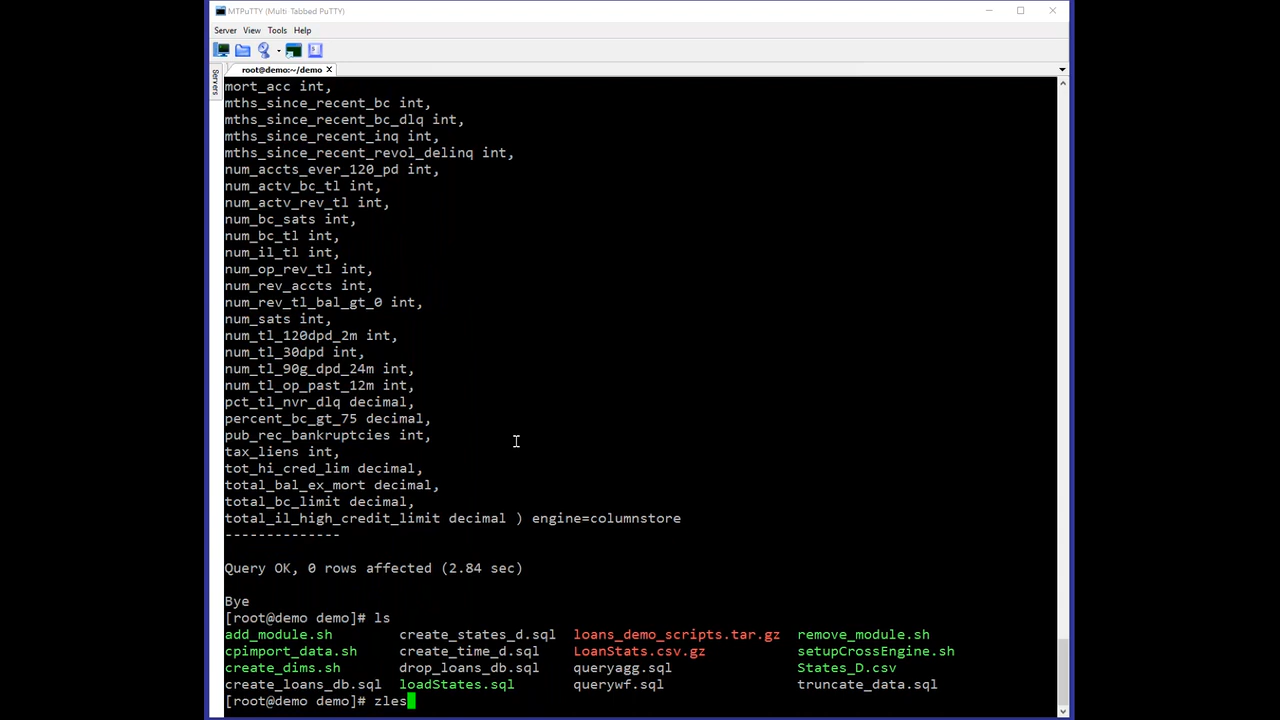 MTPuTTY (Multi-Tabbed PuTTY)
Server View Tools Help
root@demo:~/demo
Servers
mort_acc int,
mths_since_recent_bc int,
mths_since_recent_bc_dlq int,
mths_since_recent_inq int,
mths_since_recent_revol_delinq int,
num_accts_ever_120_pd int,
num_actv_bc_tl int,
num_actv_rev_tl int,
num_bc_sats int,
num_bc_tl int,
num_il_tl int,
num_op_rev_tl int,
num_rev_accts int,
num_rev_tl_bal_gt_0 int,
num_sats int,
num_tl_120dpd_2m int,
num_tl_30dpd int,
num_tl_90g_dpd_24m int,
num_tl_op_past_12m int,
pct_tl_nvr_dlq decimal,
percent_bc_gt_75 decimal,
pub_rec_bankruptcies int,
tax_liens int,
tot_hi_cred_lim decimal,
total_bal_ex_mort decimal,
total_bc_limit decimal,
total_il_high_credit_limit decimal ) engine=columnstore
--------------
Query OK, 0 rows affected (2.84 sec)
Bye
[root@demo demo]# ls
add_module.sh create_states_d.sql loans_demo_scripts.tar.gz remove_module.sh
cpimport_data.sh create_time_d.sql LoanStats.csv.gz setupCrossEngine.sh
create_dims.sh drop_loans_db.sql queryagg.sql States_D.csv
create_loans_db.sql loadStates.sql querywf.sql truncate_data.sql
[root@demo demo]# zles